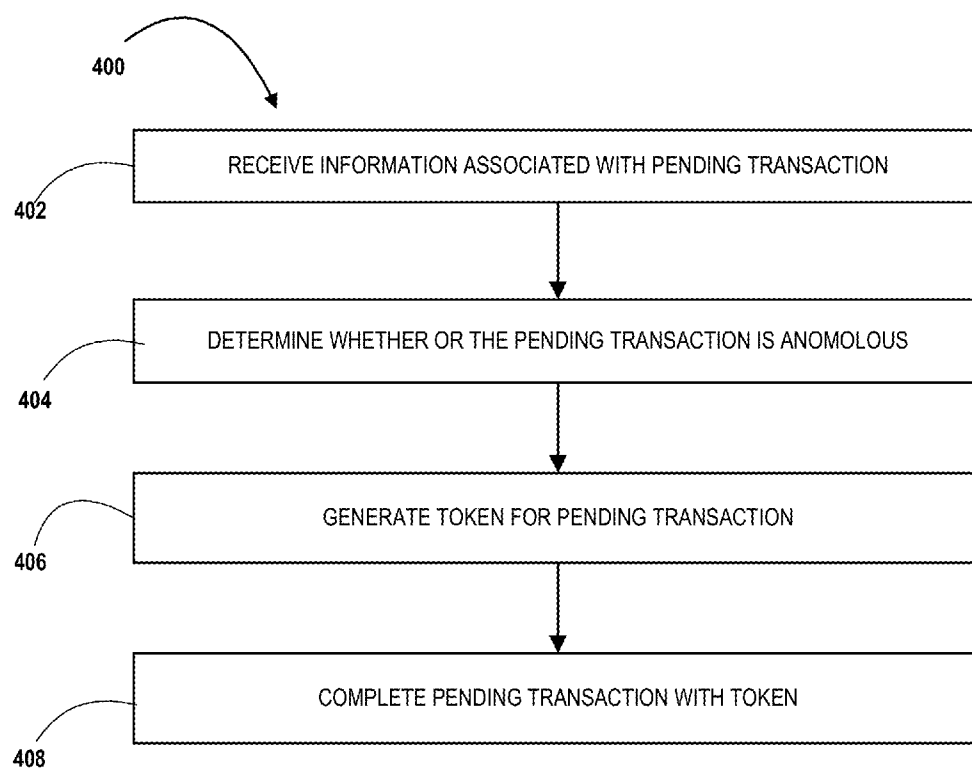 400
RECEIVE INFORMATION ASSOCIATED WITH PENDING TRANSACTION
402
DETERMINE WHETHER OR THE PENDING TRANSACTION IS ANOMOLOUS
404
GENERATE TOKEN FOR PENDING TRANSACTION
406
COMPLETE PENDING TRANSACTION WITH TOKEN
408